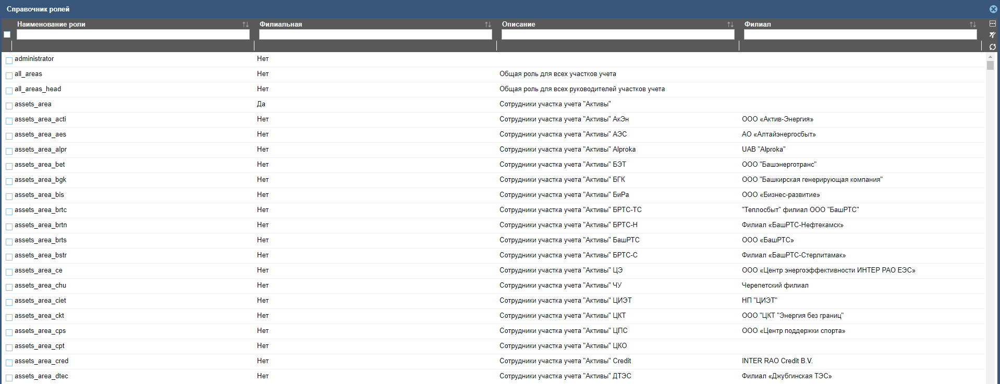 Справочник ролей
Наименование роли Филиальная Описание Филиал
administrator Нет
all_areas Нет Общая роль для всех участков учета
all_areas_head Нет Общая роль для всех руководителей участков учета
assets_area Да Сотрудники участка учета "Активы"
assets_area_acti Нет Сотрудники участка учета "Активы" АкЭн ООО «Актив-Энергия»
assets_area_aes Нет Сотрудники участка учета "Активы" АЭС АО «Алтайэнергосбыт»
assets_area_alpr Нет Сотрудники участка учета "Активы" Alproka UAB "Alproka"
assets_area_bet Нет Сотрудники участка учета "Активы" БЭТ ООО "Башэнерготранс"
assets_area_bgk Нет Сотрудники участка учета "Активы" БГК ООО "Башкирская генерирующая компания"
assets_area_bis Нет Сотрудники участка учета "Активы" БиРа ООО «Бизнес-развитие»
assets_area_brtc Нет Сотрудники участка учета "Активы" БРТС-ТС "Теплосбыт" филиал ООО "БашРТС"
assets_area_brtn Нет Сотрудники участка учета "Активы" БРТС-Н Филиал «БашРТС-Нефтекамск»
assets_area_brts Нет Сотрудники участка учета "Активы" БашРТС ООО «БашРТС»
assets_area_bstr Нет Сотрудники участка учета "Активы" БРТС-С Филиал «БашРТС-Стерлитамак»
assets_area_ce Нет Сотрудники участка учета "Активы" ЦЭ ООО «Центр энергоэффективности ИНТЕР РАО ЕЭС»
assets_area_chu Нет Сотрудники участка учета "Активы" ЧУ Черепетский филиал
assets_area_ciet Нет Сотрудники участка учета "Активы" ЦИЭТ НП "ЦИЭТ"
assets_area_ckt Нет Сотрудники участка учета "Активы" ЦКТ ООО "ЦКТ "Энергия без границ"
assets_area_cps Нет Сотрудники участка учета "Активы" ЦПС ООО «Центр поддержки спорта»
assets_area_cpt Нет Сотрудники участка учета "Активы" ЦКО
assets_area_cred Нет Сотрудники участка учета "Активы" Credit INTER RAO Credit B.V.
assets_area_dtec Нет Сотрудники участка учета "Активы" ДТЭС Филиал «Джубгинская ТЭС»